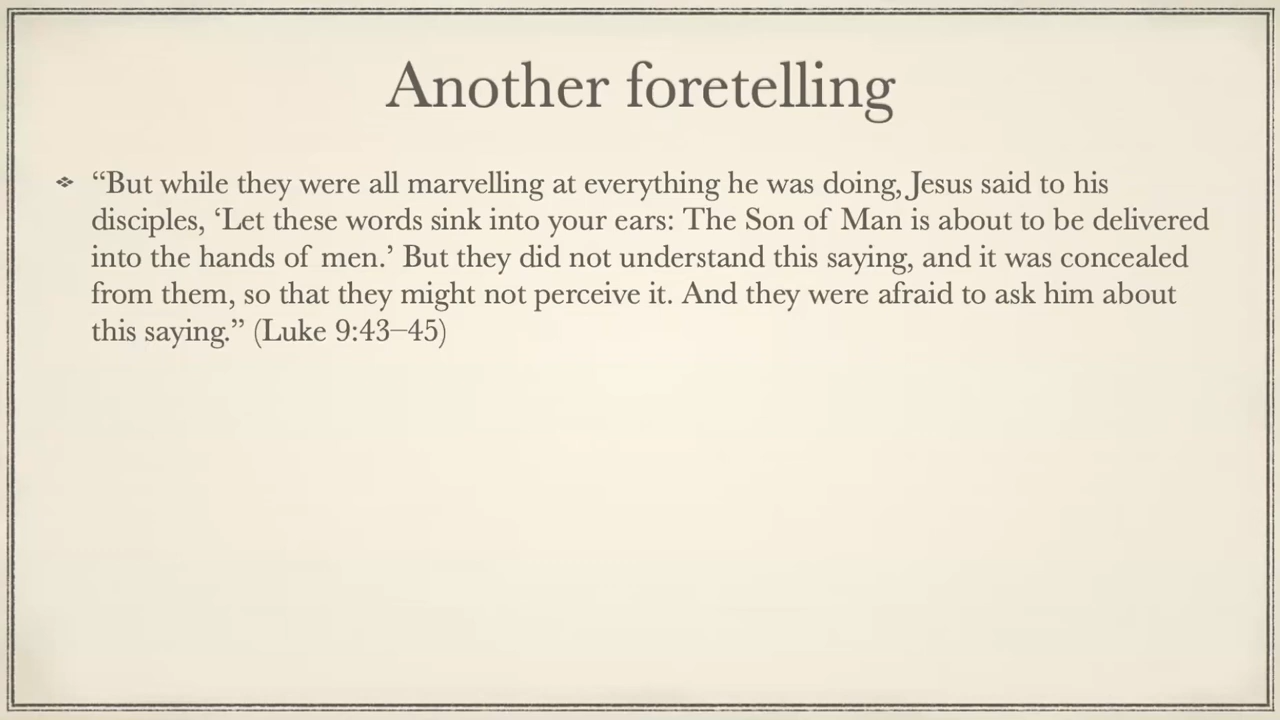 Another foretelling
“But while they were all marvelling at everything he was doing, Jesus said to his
disciples, ‘Let these words sink into your ears: The Son of Man is about to be delivered
into the hands of men.’ But they did not understand this saying, and it was concealed
from them, so that they might not perceive it. And they were afraid to ask him about
this saying.” (Luke 9:43–45)